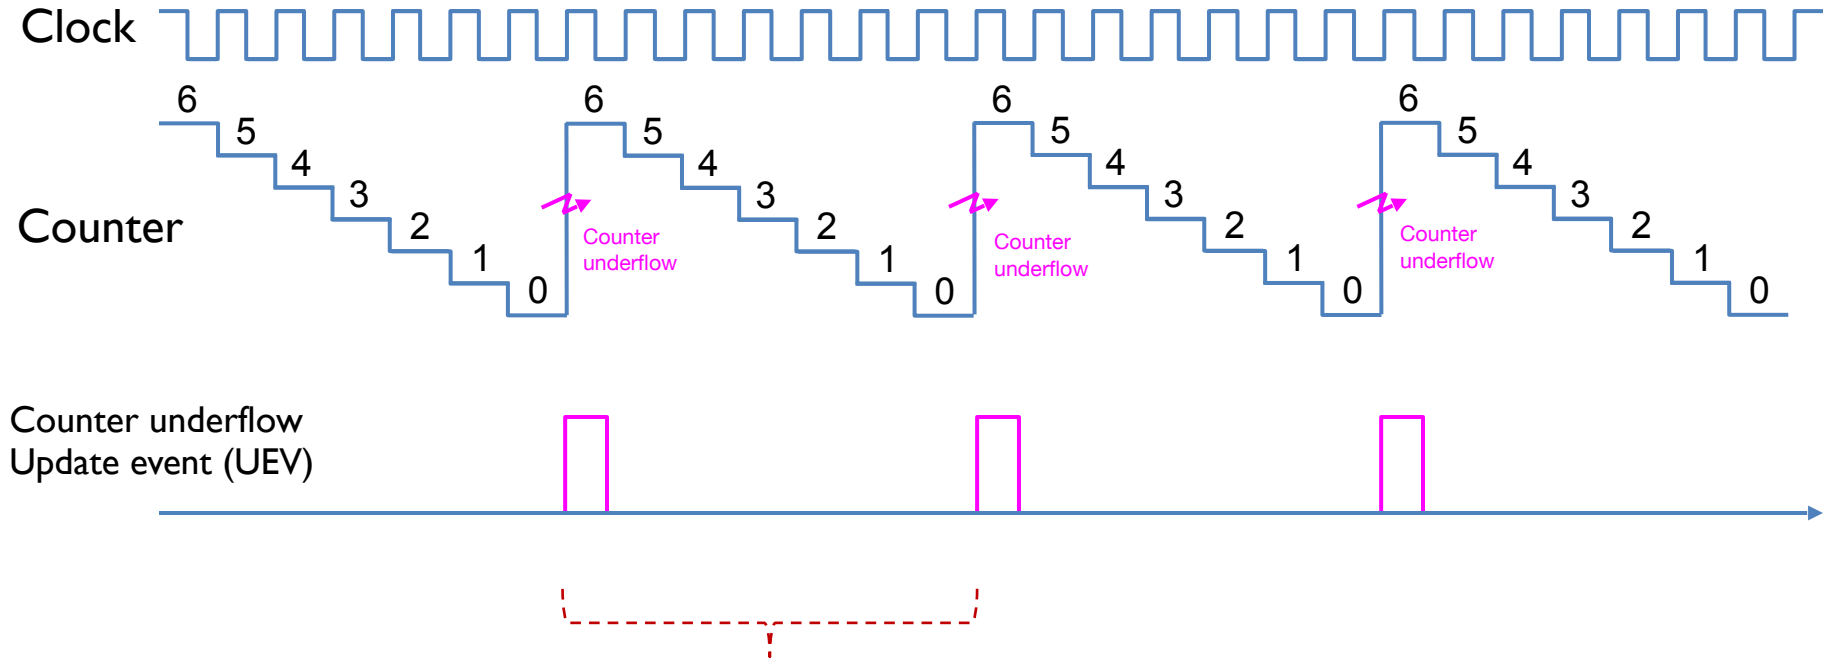 Clock
6 6 6 6
5 5 5 5
4 4 4 4
3 3 3 3
Counter
2 2 2 2
Counter Counter Counter
underflow underflow underflow
1 1 1 1
0 0 0 0
Counter underflow
Update event (UEV)